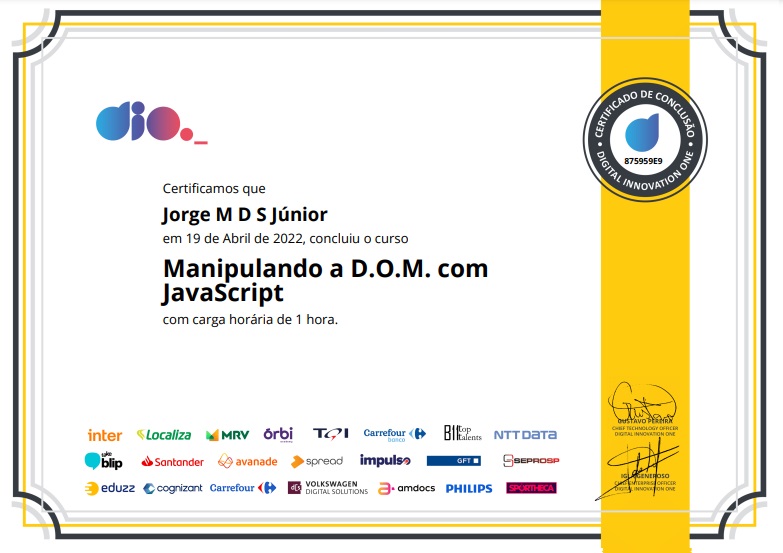 dio._
CERTIFICADO DE CONCLUSÃO
875959E9
DIGITAL INNOVATION ONE
Certificamos que
Jorge M D S Júnior
em 19 de Abril de 2022, concluiu o curso
Manipulando a D.O.M. com
JavaScript
com carga horária de 1 hora.
GUSTAVO PEREIRA
CHIEF TECHNOLOGY OFFICER
DIGITAL INNOVATION ONE
inter Localiza MRV órbi TQI Carrefour banco BH top talents NTT DATA
take blip Santander avanade spread impulso GFT SEPROSP
eduzz cognizant Carrefour VOLKSWAGEN DIGITAL SOLUTIONS amdocs PHILIPS SPORTHECA
GENEROSO
OFFICER
DIGITAL INNOVATION ONE